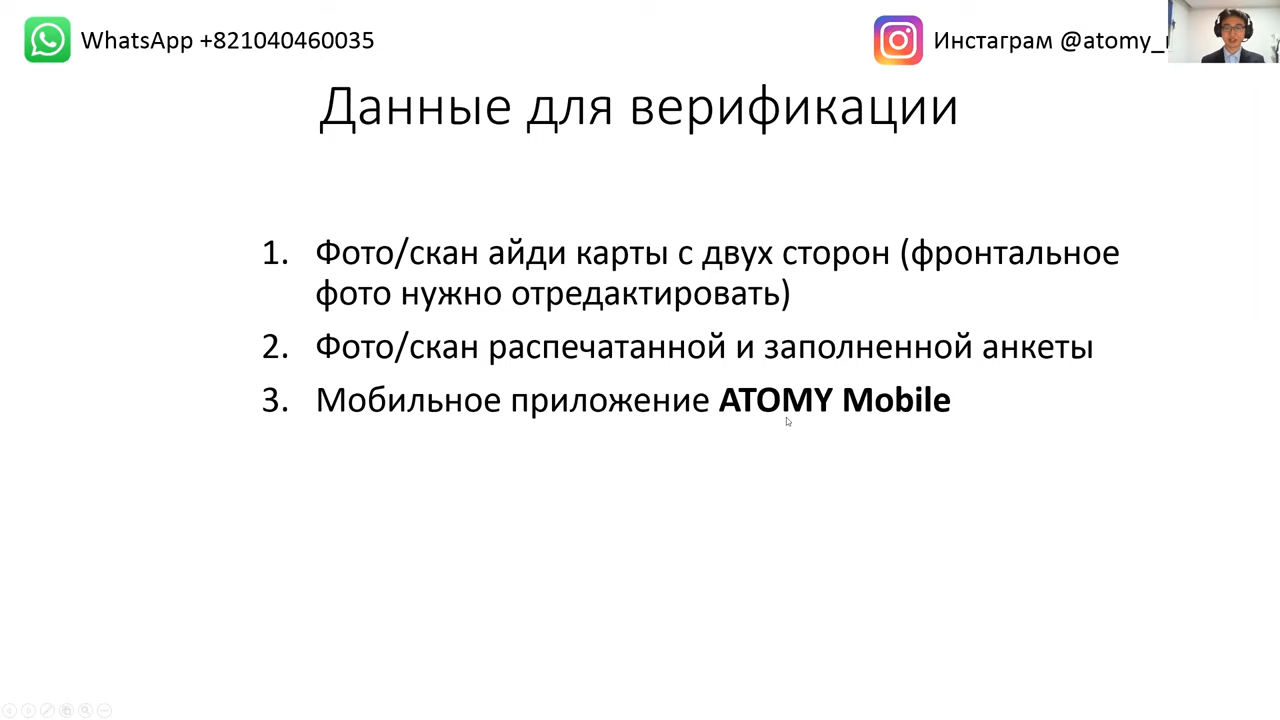 WhatsApp +821040460035
Инстаграм @atomy_
Данные для верификации
1. Фото/скан айди карты с двух сторон (фронтальное
фото нужно отредактировать)
2. Фото/скан распечатанной и заполненной анкеты
3. Мобильное приложение ATOMY Mobile